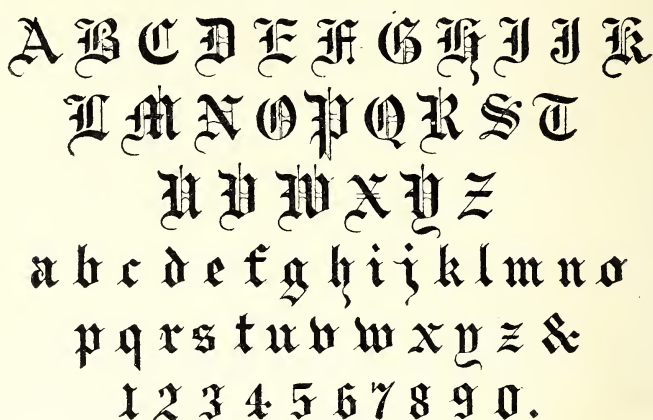 A B C D E F G H I J K
L M N O P Q R S T
U V W X Y Z
a b c d e f g h i j k l m n o
p q r s t u v w x y z &
1 2 3 4 5 6 7 8 9 0.